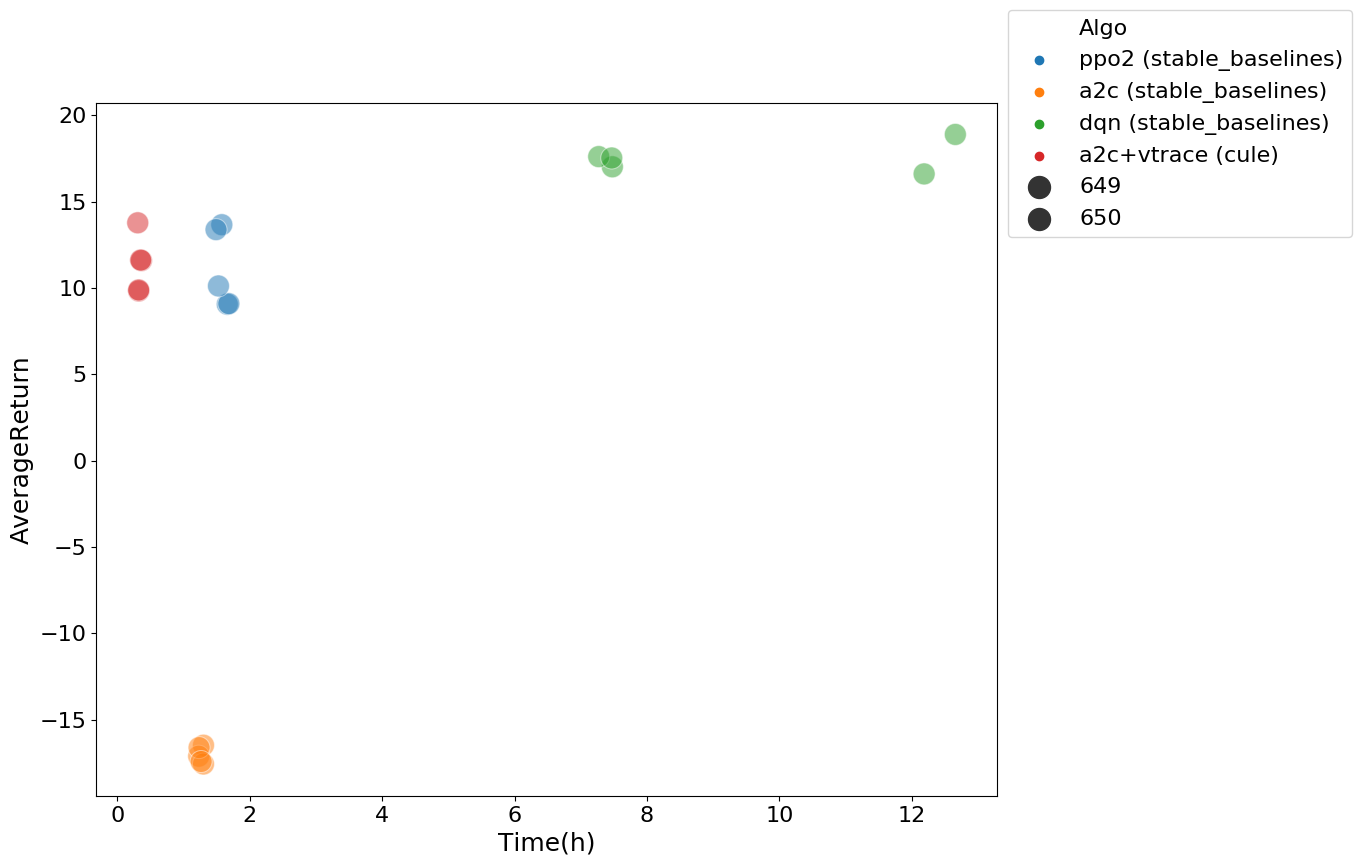 Algo
ppo2 (stable_baselines)
a2c (stable_baselines)
dqn (stable_baselines)
a2c+vtrace (cule)
649
650
20
15
10
5
0
−5
−10
−15
AverageReturn
0 2 4 6 8 10 12
Time(h)